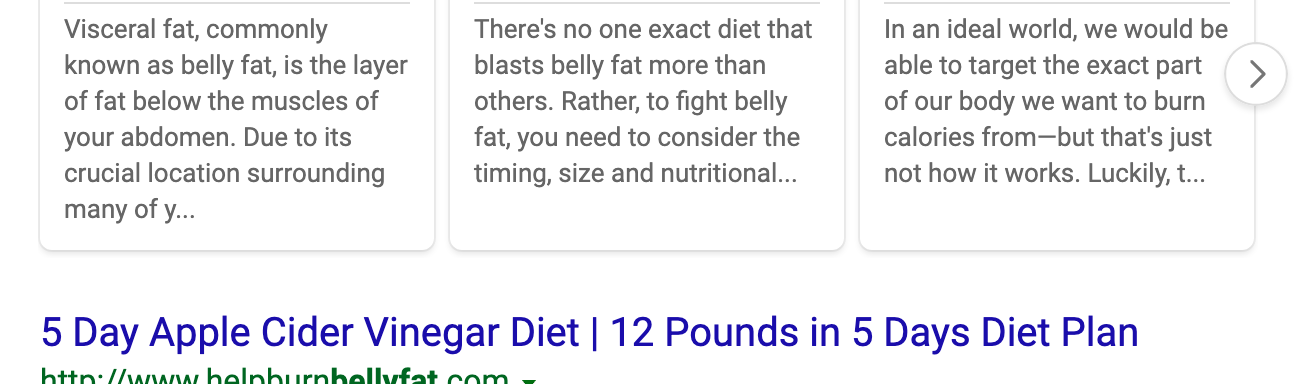 Visceral fat, commonly
known as belly fat, is the layer
of fat below the muscles of
your abdomen. Due to its
crucial location surrounding
many of y...
There's no one exact diet that
blasts belly fat more than
others. Rather, to fight belly
fat, you need to consider the
timing, size and nutritional...
In an ideal world, we would be
able to target the exact part
of our body we want to burn
calories from—but that's just
not how it works. Luckily, t...
5 Day Apple Cider Vinegar Diet | 12 Pounds in 5 Days Diet Plan
http://www.helpburnbellyfat.com